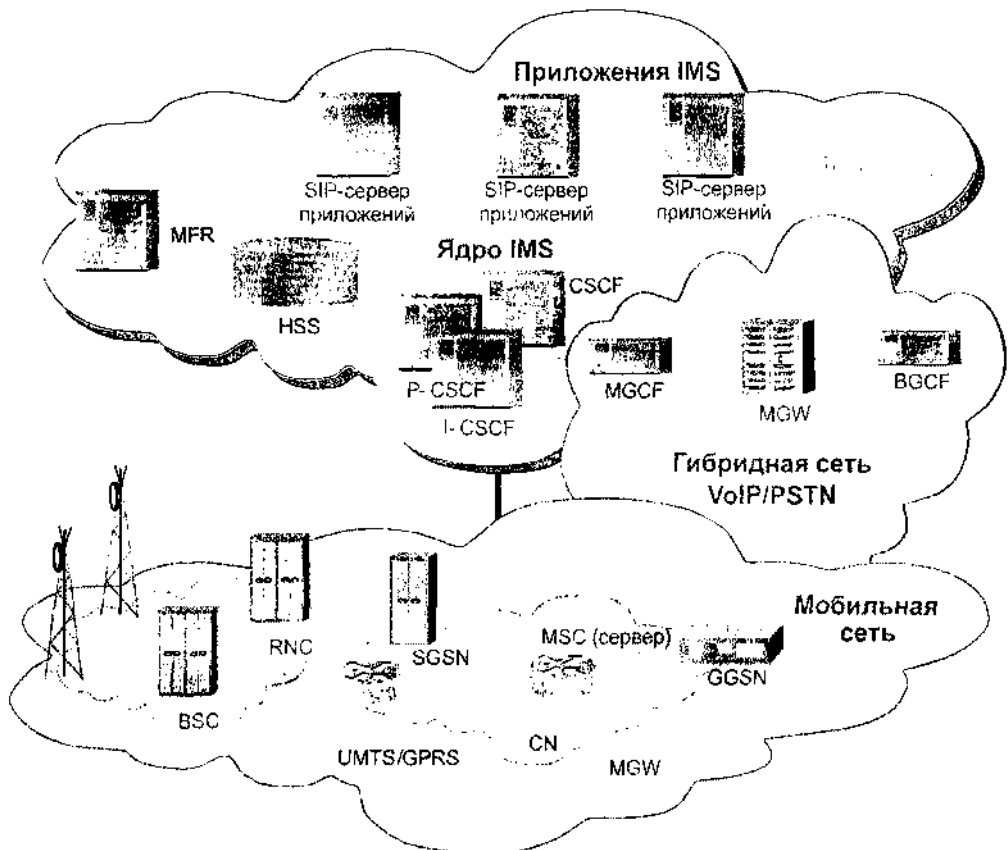 Приложения IMS
SIP-сервер
приложений
SIP-сервер
приложений
SIP-сервер
приложений
MFR
Ядро IMS
HSS
CSCF
P- CSCF
I- CSCF
MGCF
MGW
BGCF
Гибридная сеть
VoIP/PSTN
RNC
SGSN
MSC (сервер)
GGSN
Мобильная
сеть
BSC
UMTS/GPRS
CN
MGW